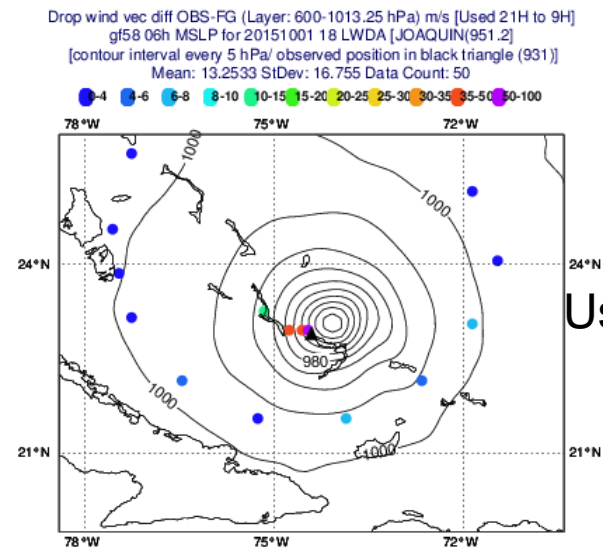 Drop wind vec diff OBS-FG (Layer: 600-1013.25 hPa) m/s [Used 21H to 9H]
gf58 06h MSLP for 20151001 18 LWDA [JOAQUIN(951.2]
[contour interval every 5 hPa/ observed position in black triangle (931)]
Mean: 13.2533 StDev: 16.755 Data Count: 50
0-4 4-6 6-8 8-10 10-15 15-20 20-25 25-30 30-35 35-50 50-100
78°W 75°W 72°W
1000
1000
24°N 24°N
Us
980
1000
1000
21°N 21°N
78°W 75°W 72°W